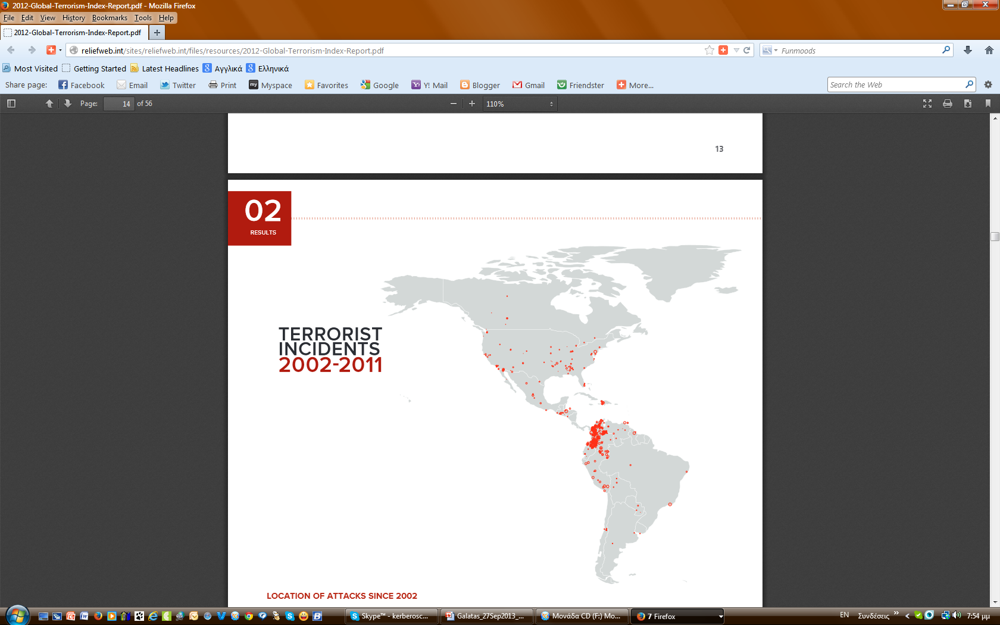 2012-Global-Terrorism-Index-Report.pdf - Mozilla Firefox
File Edit View History Bookmarks Tools Help
2012-Global-Terrorism-Index-Report.pdf
reliefweb.int/sites/reliefweb.int/files/resources/2012-Global-Terrorism-Index-Report.pdf Funmoods
Most Visited Getting Started Latest Headlines Αγγλικά Ελληνικά
Share page: Facebook Email Twitter Print Myspace Favorites Google Y! Mail Blogger Gmail Friendster More... Search the Web
Page: 14 of 56 110%
13
02
RESULTS
TERRORIST
INCIDENTS
2002-2011
LOCATION OF ATTACKS SINCE 2002
Skype™ - kerberosc... Galatas_27Sep2013_... Μονάδα CD (F:) Mo... 7 Firefox EN Συνδέσεις 7:54 μμ